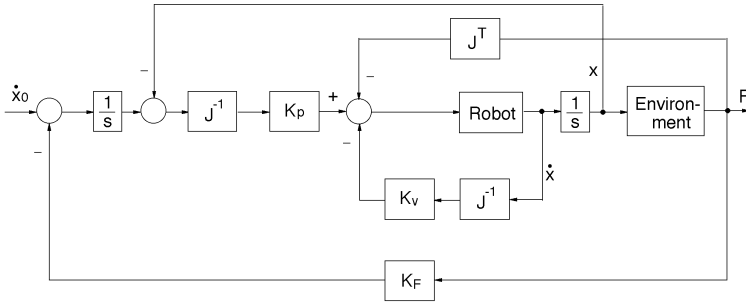 J^T
−
−
x
ẋ0
1/s
J^-1
Kp
+
−
Robot
1/s
Environ-
ment
F
−
−
Kv
J^-1
ẋ
KF